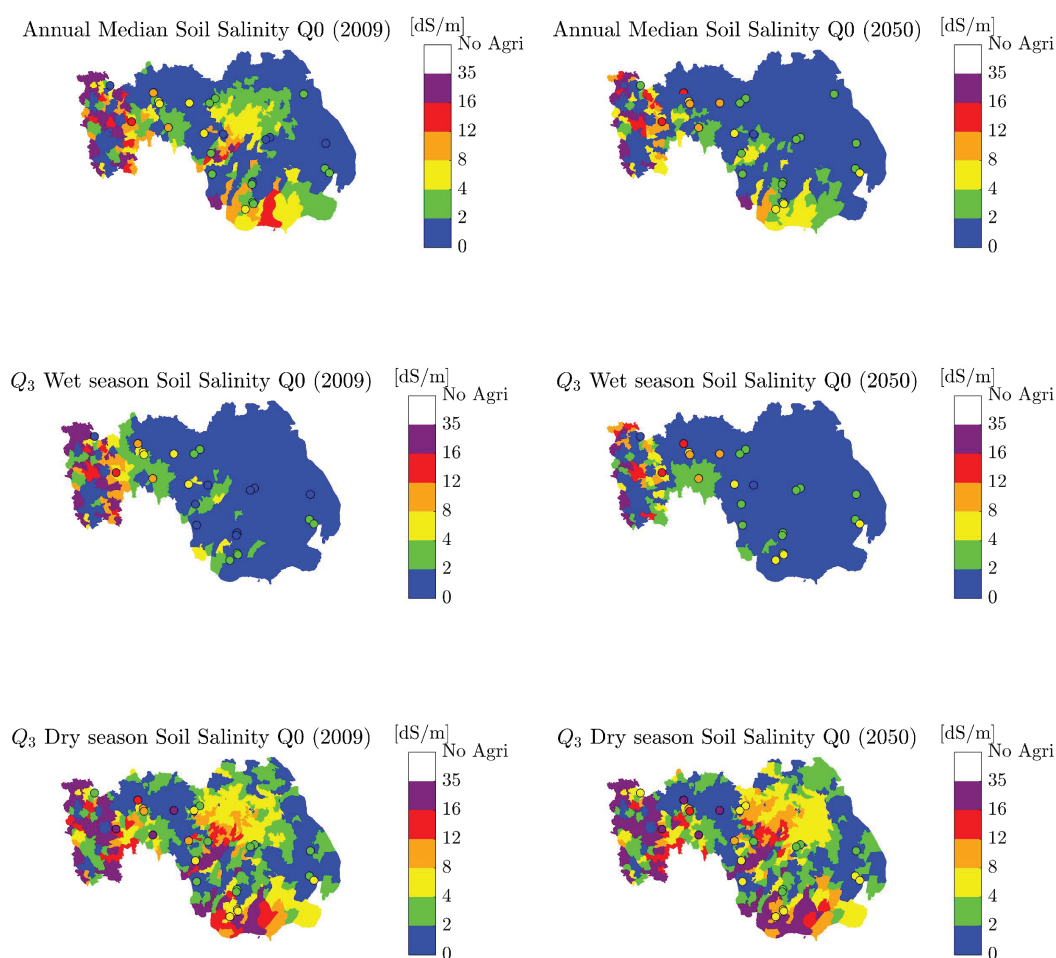 Annual Median Soil Salinity Q0 (2009)
[dS/m]
No Agri
35
16
12
8
4
2
0
Annual Median Soil Salinity Q0 (2050)
[dS/m]
No Agri
35
16
12
8
4
2
0
Q3 Wet season Soil Salinity Q0 (2009)
[dS/m]
No Agri
35
16
12
8
4
2
0
Q3 Wet season Soil Salinity Q0 (2050)
[dS/m]
No Agri
35
16
12
8
4
2
0
Q3 Dry season Soil Salinity Q0 (2009)
[dS/m]
No Agri
35
16
12
8
4
2
0
Q3 Dry season Soil Salinity Q0 (2050)
[dS/m]
No Agri
35
16
12
8
4
2
0